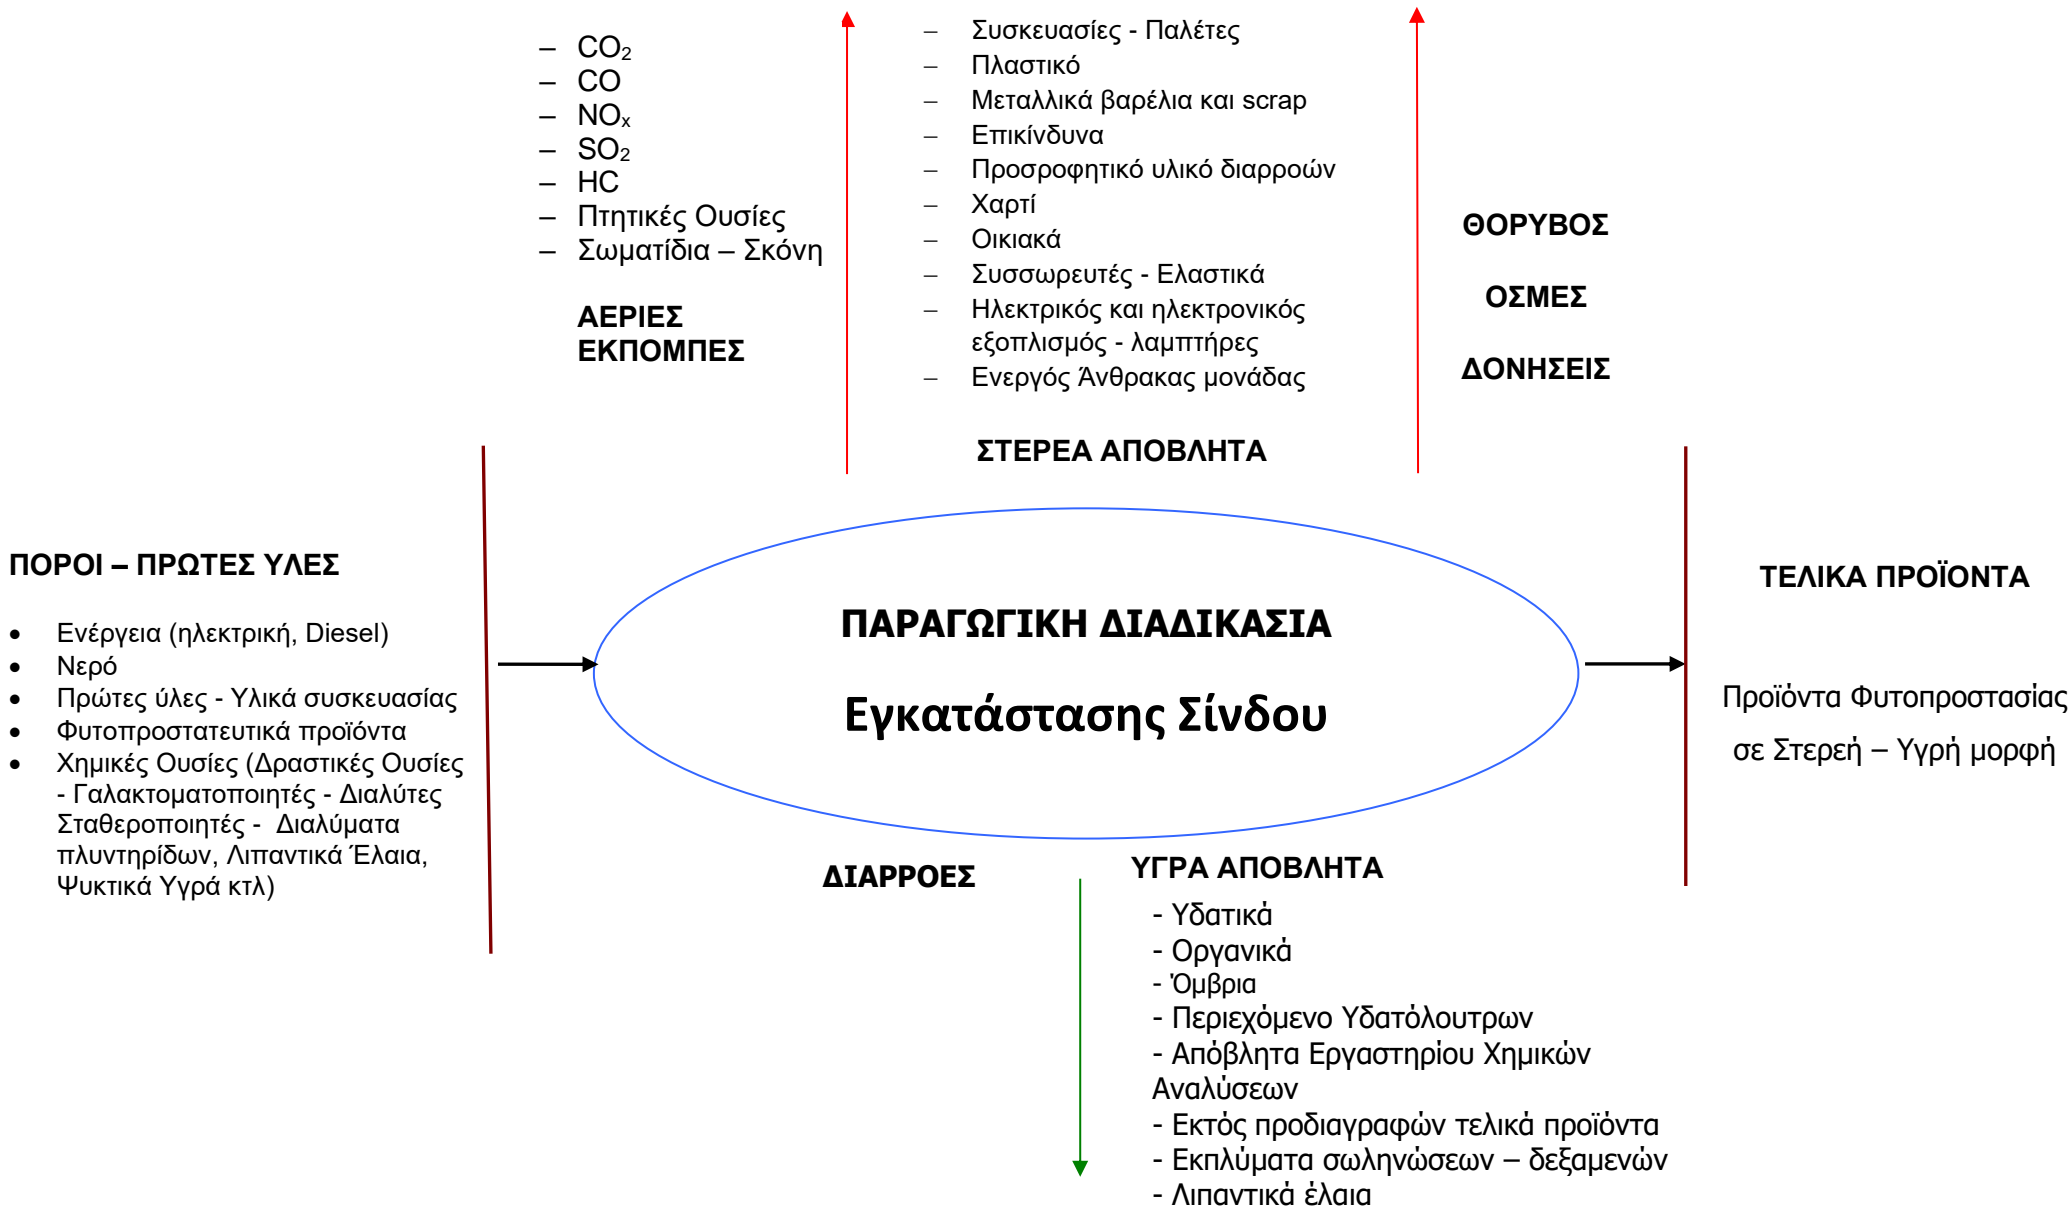 – CO₂
– CO
– NOₓ
– SO₂
– HC
– Πτητικές Ουσίες
– Σωματίδια – Σκόνη
ΑΕΡΙΕΣ
ΕΚΠΟΜΠΕΣ
– Συσκευασίες - Παλέτες
– Πλαστικό
– Μεταλλικά βαρέλια και scrap
– Επικίνδυνα
– Προσροφητικό υλικό διαρροών
– Χαρτί
– Οικιακά
– Συσσωρευτές - Ελαστικά
– Ηλεκτρικός και ηλεκτρονικός
εξοπλισμός - λαμπτήρες
– Ενεργός Άνθρακας μονάδας
ΣΤΕΡΕΑ ΑΠΟΒΛΗΤΑ
ΘΟΡΥΒΟΣ
ΟΣΜΕΣ
ΔΟΝΗΣΕΙΣ
ΠΟΡΟΙ – ΠΡΩΤΕΣ ΥΛΕΣ
• Ενέργεια (ηλεκτρική, Diesel)
• Νερό
• Πρώτες ύλες - Υλικά συσκευασίας
• Φυτοπροστατευτικά προϊόντα
• Χημικές Ουσίες (Δραστικές Ουσίες
- Γαλακτοματοποιητές - Διαλύτες
Σταθεροποιητές - Διαλύματα
πλυντηρίδων, Λιπαντικά Έλαια,
Ψυκτικά Υγρά κτλ)
ΠΑΡΑΓΩΓΙΚΗ ΔΙΑΔΙΚΑΣΙΑ
Εγκατάστασης Σίνδου
ΤΕΛΙΚΑ ΠΡΟΪΟΝΤΑ
Προϊόντα Φυτοπροστασίας
σε Στερεή – Υγρή μορφή
ΔΙΑΡΡΟΕΣ
ΥΓΡΑ ΑΠΟΒΛΗΤΑ
- Υδατικά
- Οργανικά
- Όμβρια
- Περιεχόμενο Υδατόλουτρων
- Απόβλητα Εργαστηρίου Χημικών
Αναλύσεων
- Εκτός προδιαγραφών τελικά προϊόντα
- Εκπλύματα σωληνώσεων – δεξαμενών
- Λιπαντικά έλαια